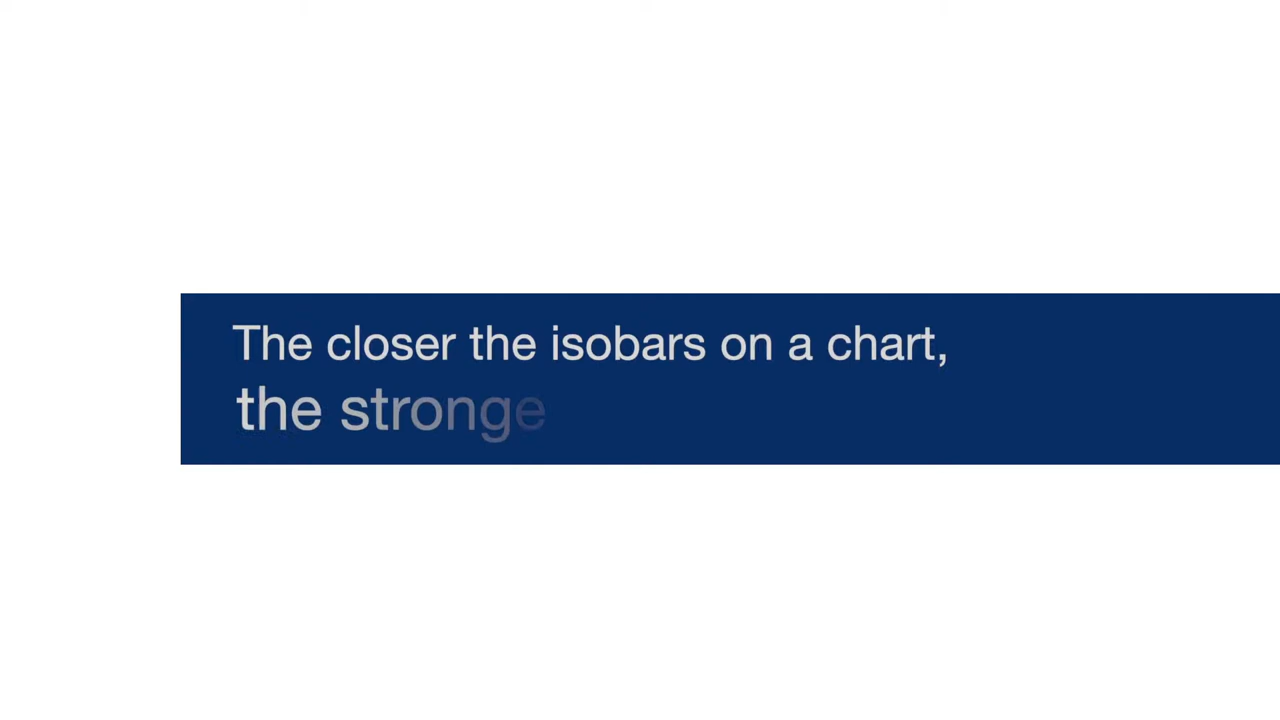 The closer the isobars on a chart,
the stronge